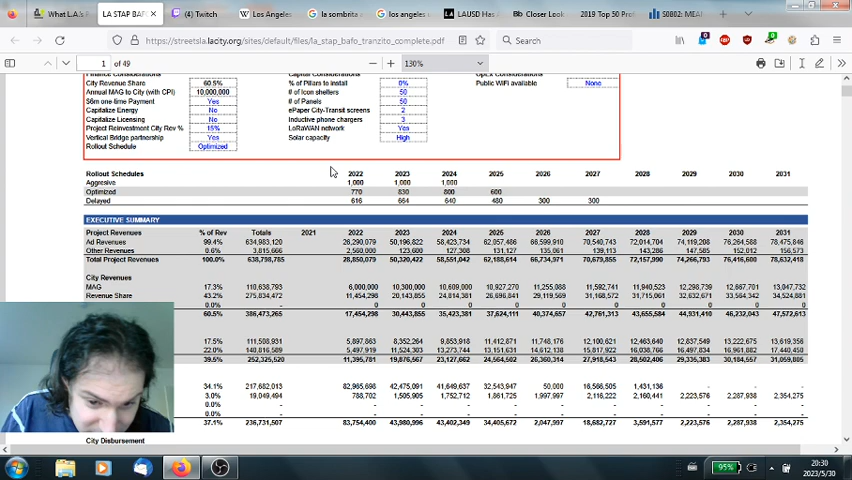 What L.A.'s P
LA STAP BAFO
(4) Twitch
Los Angeles
la sombrita
los angeles u
LAUSD Has
Closer Look
2019 Top 50 Prof
S0802: MEAN
https://streetsla.lacity.org/sites/default/files/la_stap_bafo_tranzito_complete.pdf
Search
1 of 49
130%
Finance Considerations Capital Considerations OpEx Considerations
City Revenue Share 60.5% % of Pillars to install 0% Public WiFi available None
Annual MAG to City (with CPI) 10,000,000 # of Icon shelters 50
$6m one-time Payment Yes # of Panels 50
Capitalize Energy No ePaper City-Transit screens 2
Capitalize Licensing No Inductive phone chargers 3
Project Reinvestment City Rev % 15% LoRaWAN network Yes
Vertical Bridge partnership Yes Solar capacity High
Rollout Schedule Optimized
Rollout Schedules 2022 2023 2024 2025 2026 2027 2028 2029 2030 2031
Aggressive 1,000 1,000 1,000
Optimized 770 830 800 600
Delayed 616 664 640 480 300 300
EXECUTIVE SUMMARY
Project Revenues % of Rev Totals 2021 2022 2023 2024 2025 2026 2027 2028 2029 2030 2031
Ad Revenues 99.4% 634,983,120 26,290,079 50,196,822 58,423,734 62,057,486 66,599,910 70,540,743 72,014,704 74,119,208 76,264,588 78,475,846
Other Revenues 0.6% 3,815,666 2,560,000 123,600 127,308 131,127 135,061 139,113 143,286 147,585 152,012 156,573
Total Project Revenues 100.0% 638,798,785 28,850,079 50,320,422 58,551,042 62,188,614 66,734,971 70,679,855 72,157,990 74,266,793 76,416,600 78,632,418
City Revenues
MAG 17.3% 110,638,793 6,000,000 10,300,000 10,609,000 10,927,270 11,255,088 11,592,741 11,940,523 12,298,739 12,667,701 13,047,732
Revenue Share 43.2% 275,834,472 11,454,298 20,143,855 24,814,381 26,696,841 29,119,569 31,168,572 31,715,061 32,632,671 33,564,342 34,524,881
0.0% 0 0 0 0 0 0 0 0 0 0
60.5% 386,473,265 17,454,298 30,443,855 35,423,381 37,624,111 40,374,657 42,761,313 43,655,584 44,931,410 46,232,043 47,572,613
17.5% 111,508,931 5,897,863 8,352,264 9,853,918 11,412,871 11,748,176 12,100,621 12,463,640 12,837,549 13,222,675 13,619,356
22.0% 140,816,589 5,497,919 11,524,303 13,273,744 13,151,631 14,612,138 15,817,922 16,038,766 16,497,834 16,961,882 17,440,450
39.5% 252,325,520 11,395,781 19,876,567 23,127,662 24,564,502 26,360,314 27,918,543 28,502,406 29,335,383 30,184,557 31,059,805
34.1% 217,682,013 82,965,698 42,475,091 41,649,637 32,543,947 50,000 16,566,505 1,431,136 - - -
3.0% 19,049,494 788,702 1,505,905 1,752,712 1,861,725 1,997,997 2,116,222 2,160,441 2,223,576 2,287,938 2,354,275
0.0% - - - - - - - - - - -
0.0% - - - - - - - - - - -
37.1% 236,731,507 83,754,400 43,980,996 43,402,349 34,405,672 2,047,997 18,682,727 3,591,577 2,223,576 2,287,938 2,354,275
City Disbursement
95%
20:30
2023/5/30